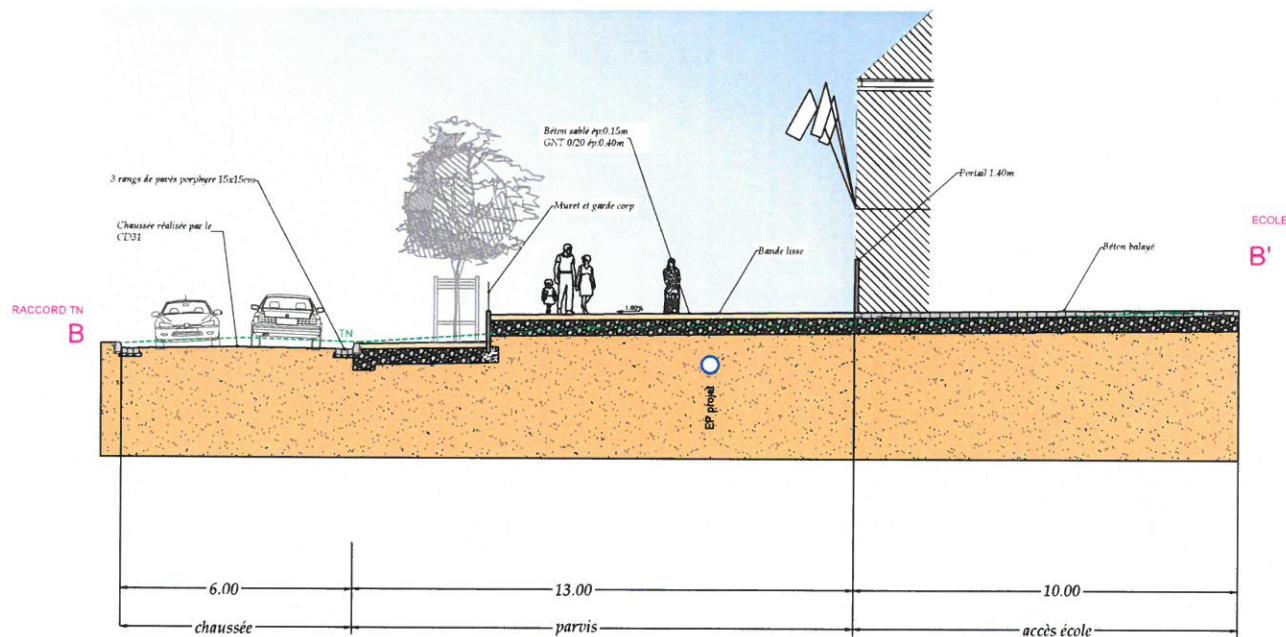 Béton sablé ép:0.15m
GNT 0/20 ép:0.40m
3 rangs de pavés porphyre 15x15cm
Portail 1.40m
Muret et garde corp
Chaussée réalisée par le
CD31
ECOLE
Bande lisse
Béton balayé
B'
RACCORD TN
B
1.60%
TN
EP projet
6.00
13.00
10.00
chaussée
parvis
accès école